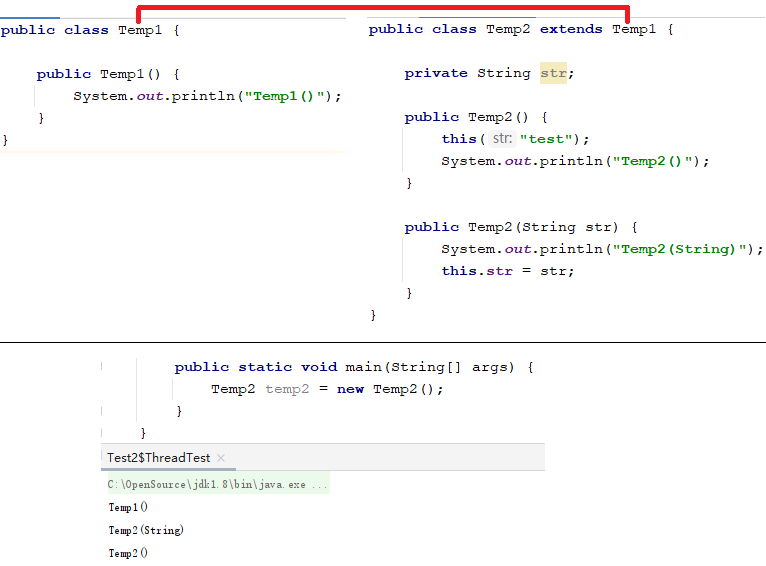 public class Temp1 {
public Temp1() {
System.out.println("Temp1()");
}
}
public class Temp2 extends Temp1 {
private String str;
public Temp2() {
this( str: "test");
System.out.println("Temp2()");
}
public Temp2(String str) {
System.out.println("Temp2(String)");
this.str = str;
}
}
public static void main(String[] args) {
Temp2 temp2 = new Temp2();
}
}
Test2$ThreadTest ×
C:\OpenSource\jdk1.8\bin\java.exe ...
Temp1()
Temp2(String)
Temp2()